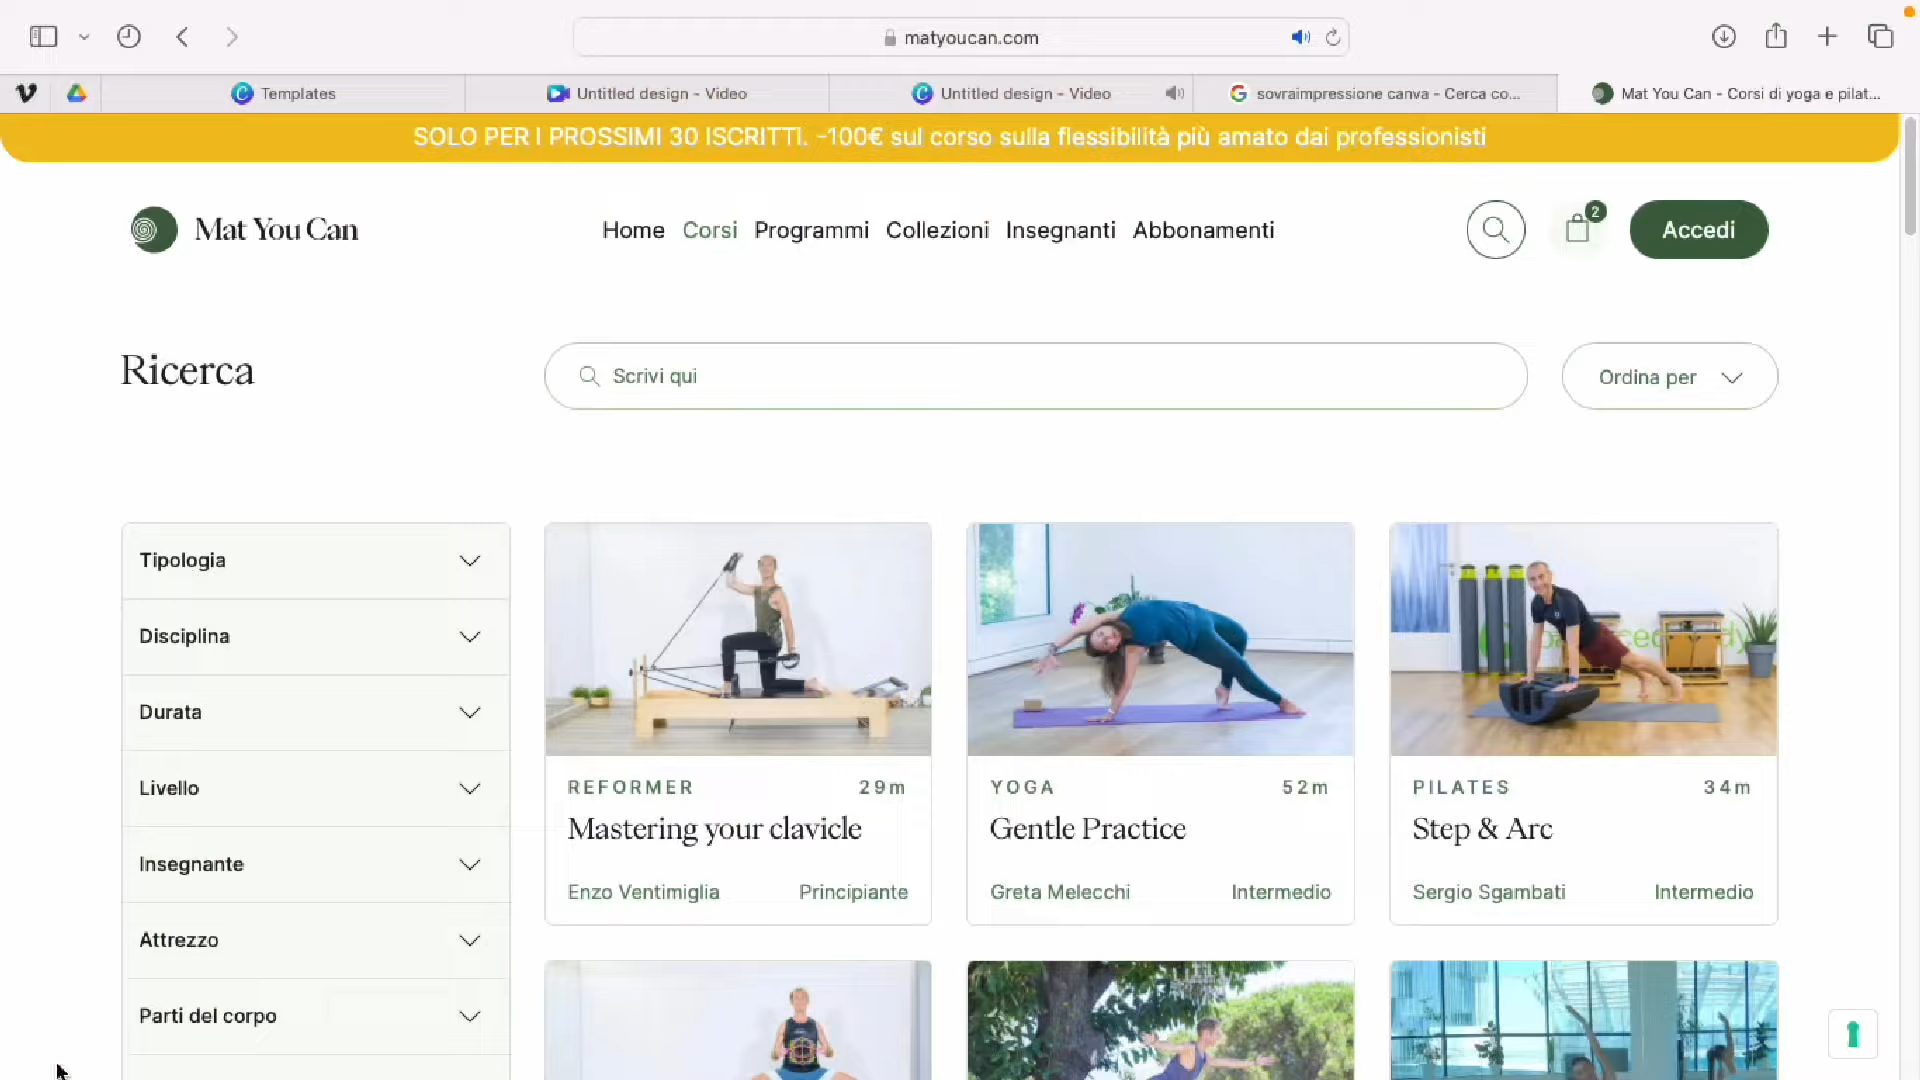 matyoucan.com
Templates
Untitled design - Video
Untitled design - Video
sovraimpressione canva - Cerca co...
Mat You Can - Corsi di yoga e pilat...
SOLO PER I PROSSIMI 30 ISCRITTI. -100€ sul corso sulla flessibilità più amato dai professionisti
Mat You Can
Home Corsi Programmi Collezioni Insegnanti Abbonamenti
2
Accedi
Ricerca
Scrivi qui
Ordina per
Tipologia
Disciplina
Durata
Livello
Insegnante
Attrezzo
Parti del corpo
REFORMER 29m
Mastering your clavicle
Enzo Ventimiglia Principiante
YOGA 52m
Gentle Practice
Greta Melecchi Intermedio
PILATES 34m
Step & Arc
Sergio Sgambati Intermedio